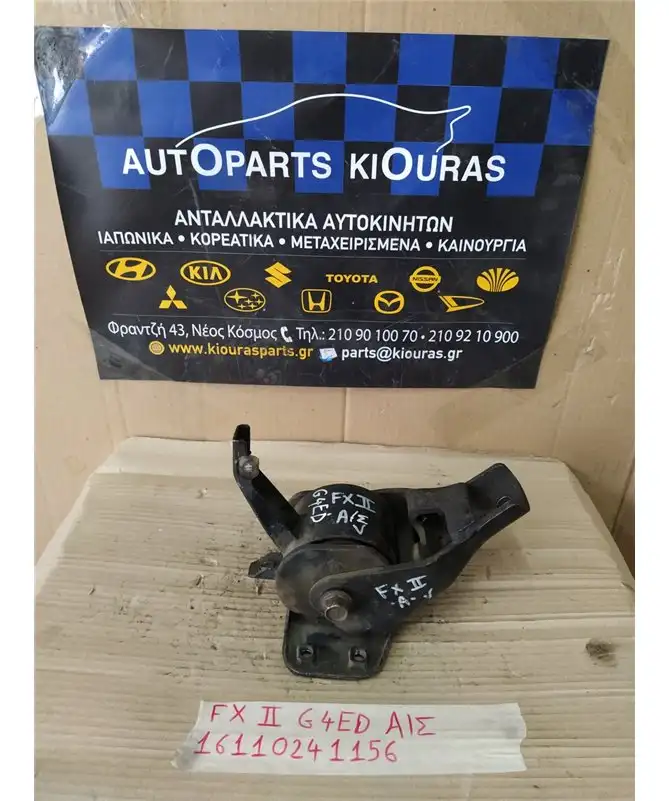 AUTOPARTS KIOURAS
ΑΝΤΑΛΛΑΚΤΙΚΑ ΑΥΤΟΚΙΝΗΤΩΝ
ΙΑΠΩΝΙΚΑ • ΚΟΡΕΑΤΙΚΑ • ΜΕΤΑΧΕΙΡΙΣΜΕΝΑ • ΚΑΙΝΟΥΡΓΙΑ
KIA TOYOTA NISSAN
SUBARU mazda
Φραντζή 43, Νέος Κόσμος Τηλ.: 210 90 100 70 • 210 92 10 900
www.kiourasparts.gr parts@kiouras.gr
FX II
G4ED Α/Σ
FX II
FX II G4ED Α/Σ
16110241156